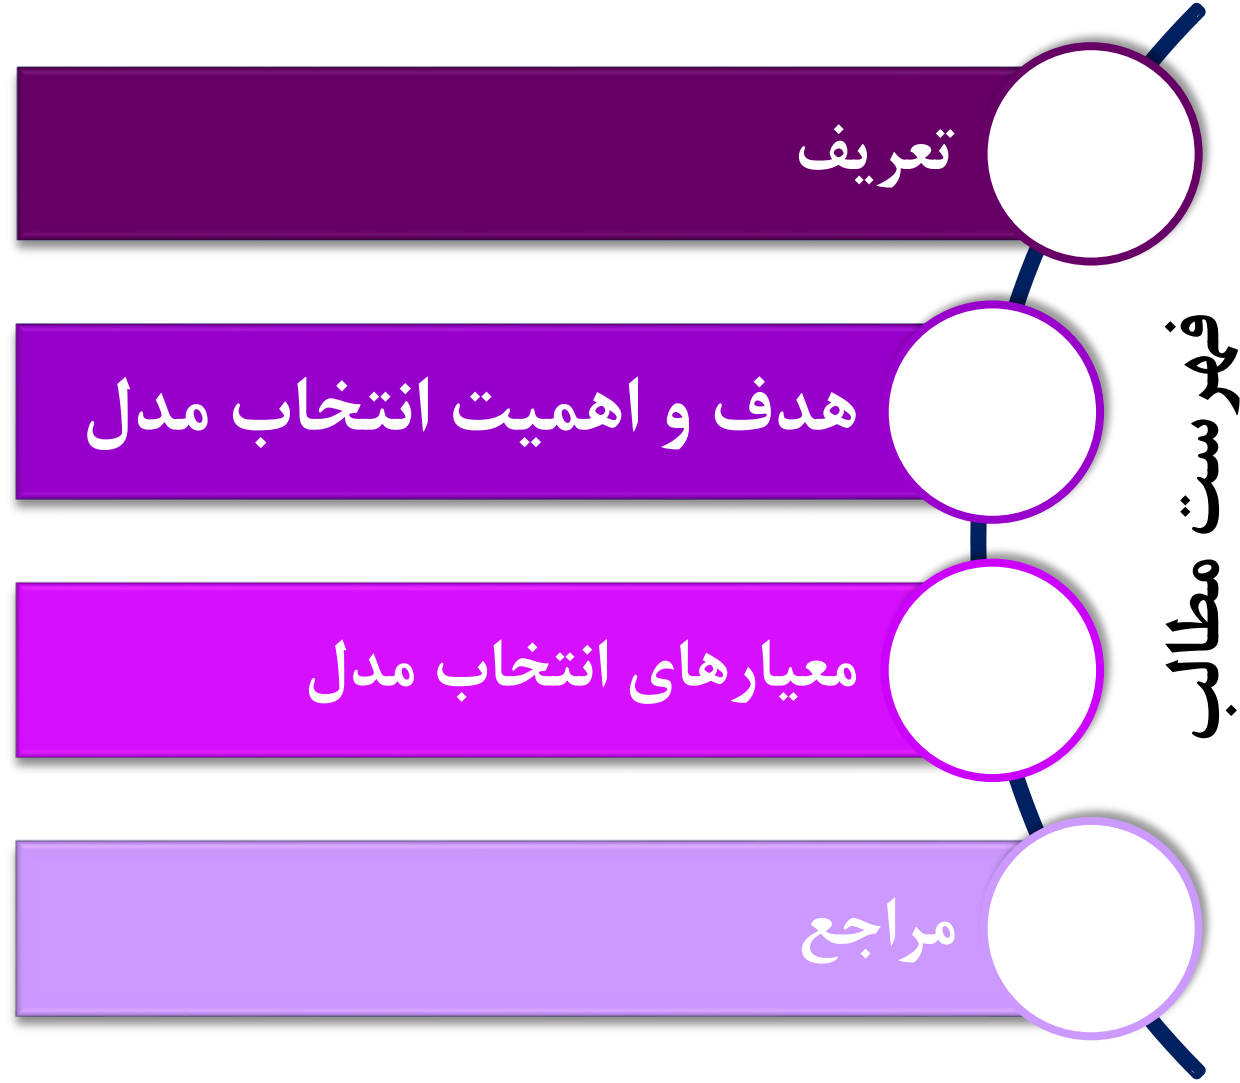 فهرست مطالب
تعریف
هدف و اهمیت انتخاب مدل
معیارهای انتخاب مدل
مراجع